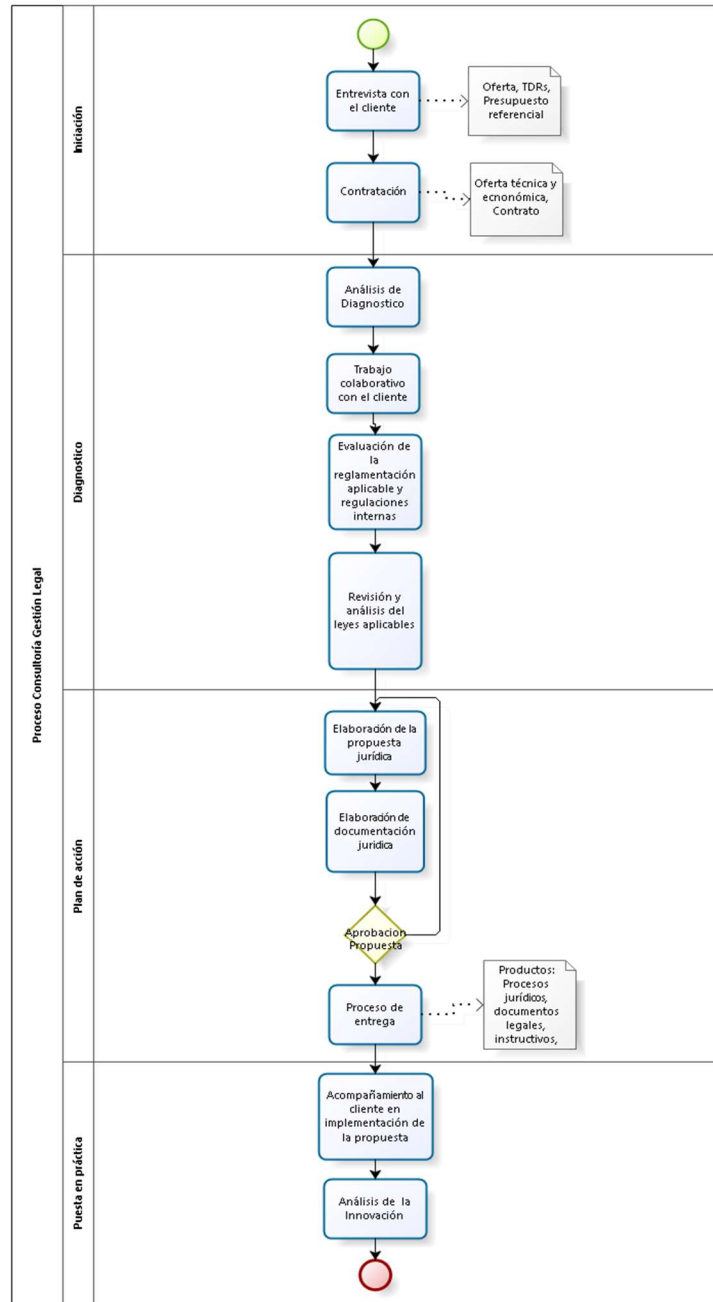 Proceso Consultoría Gestión Legal
Iniciación
Entrevista con
el cliente
Oferta, TDRs,
Presupuesto
referencial
Contratación
Oferta técnica y
ecnonómica,
Contrato
Diagnostico
Análisis de
Diagnostico
Trabajo
colaborativo
con el cliente
Evaluación de
la
reglamentación
aplicable y
regulaciones
internas
Revisión y
análisis del
leyes aplicables
Plan de acción
Elaboración de la
propuesta
jurídica
Elaboración de
documentación
juridica
Aprobacion
Propuesta
Proceso de
entrega
Productos:
Procesos
jurídicos,
documentos
legales,
instructivos,
Puesta en práctica
Acompañamiento al
cliente en
implementación de
la propuesta
Análisis de la
Innovación